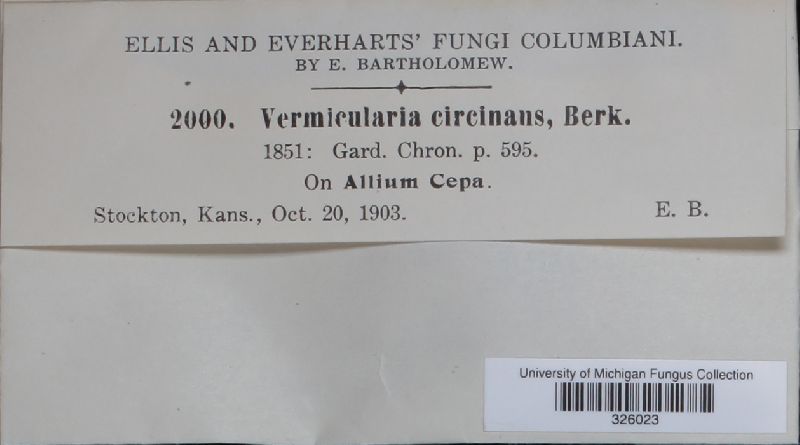 ELLIS AND EVERHARTS' FUNGI COLUMBIANI.
BY E. BARTHOLOMEW.
2000. Vermicularia circinans, Berk.
1851: Gard. Chron. p. 595.
On Allium Cepa.
Stockton, Kans., Oct. 20, 1903. E. B.
University of Michigan Fungus Collection
326023